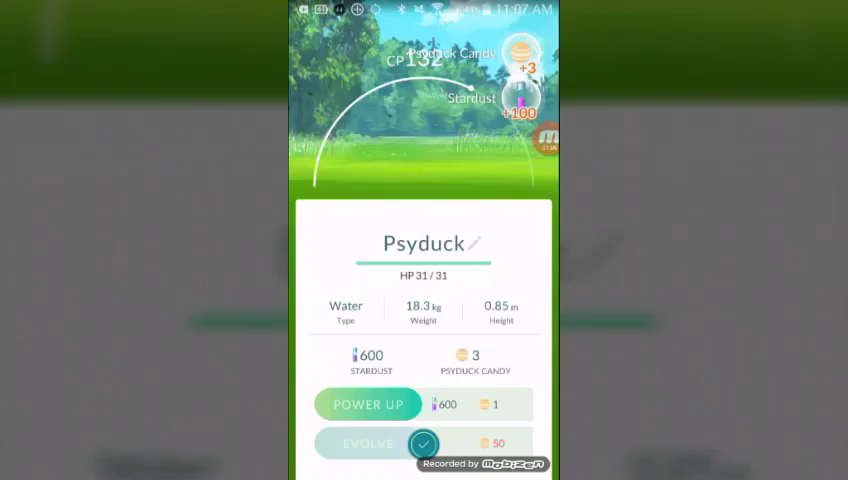 11:07 AM
Psyduck Candy
CP132
+3
Stardust
+100
Psyduck
HP 31 / 31
Water
18.3 kg
0.85 m
Type
Weight
Height
600
3
STARDUST
PSYDUCK CANDY
POWER UP
600
1
EVOLVE
50
Recorded by mobizen